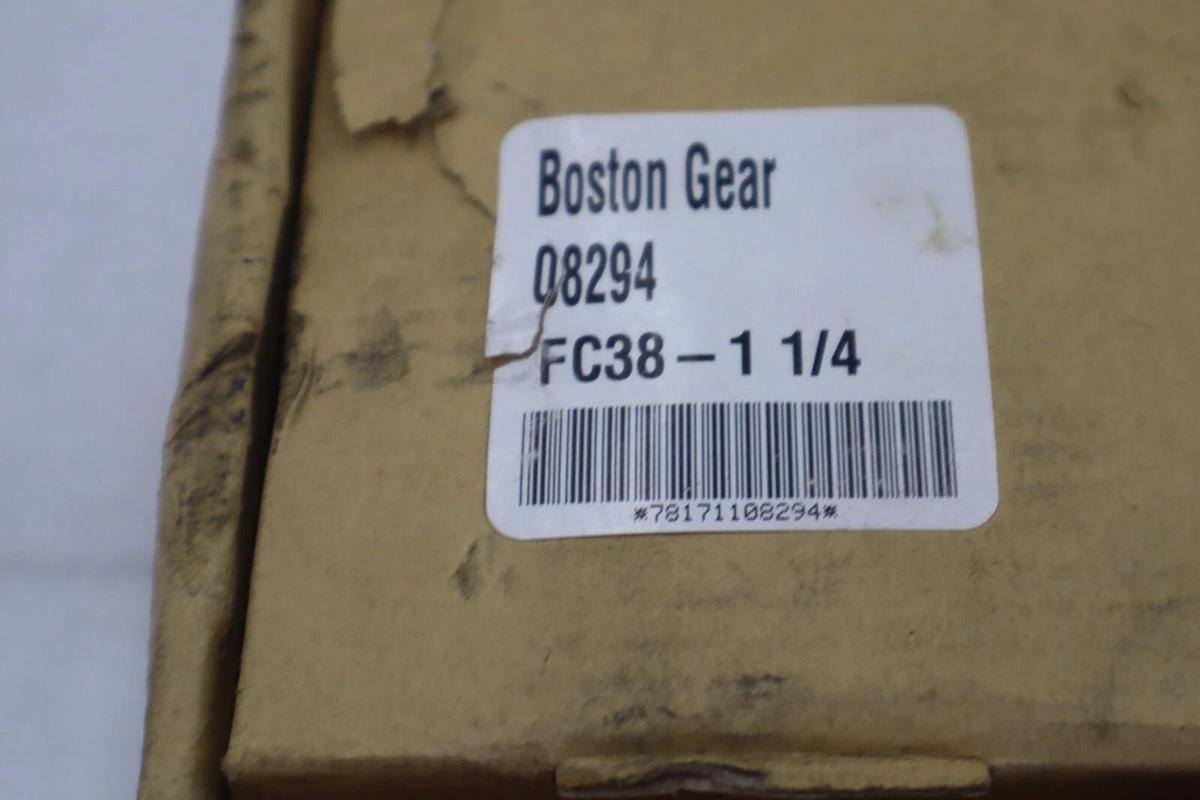 Boston Gear
08294
FC38 – 1 1/4
*78171108294*